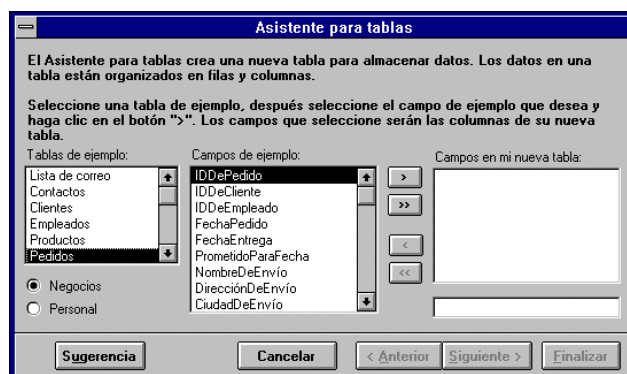 Asistente para tablas
El Asistente para tablas crea una nueva tabla para almacenar datos. Los datos en una
tabla están organizados en filas y columnas.
Seleccione una tabla de ejemplo, después seleccione el campo de ejemplo que desea y
haga clic en el botón ">". Los campos que seleccione serán las columnas de su nueva
tabla.
Tablas de ejemplo:
Lista de correo
Contactos
Clientes
Empleados
Productos
Pedidos
Negocios
Personal
Campos de ejemplo:
IDDePedido
IDDeCliente
IDDeEmpleado
FechaPedido
FechaEntrega
PrometidoParaFecha
NombreDeEnvío
DirecciónDeEnvío
CiudadDeEnvío
>
>>
<
<<
Campos en mi nueva tabla:
Sugerencia
Cancelar
< Anterior
Siguiente >
Finalizar